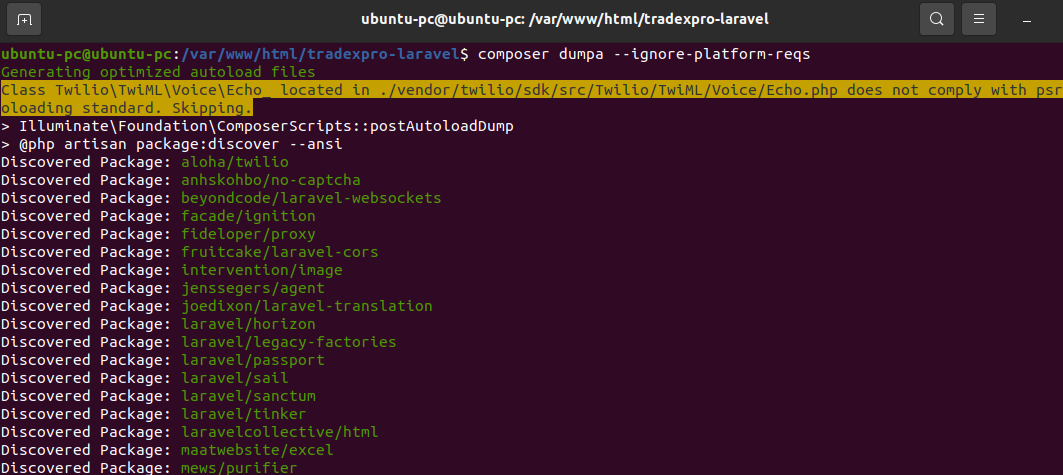 ubuntu-pc@ubuntu-pc: /var/www/html/tradexpro-laravel
ubuntu-pc@ubuntu-pc:/var/www/html/tradexpro-laravel$ composer dumpa --ignore-platform-reqs
Generating optimized autoload files
Class Twilio\TwiML\Voice\Echo_ located in ./vendor/twilio/sdk/src/Twilio/TwiML/Voice/Echo.php does not comply with psr
oloading standard. Skipping.
> Illuminate\Foundation\ComposerScripts::postAutoloadDump
> @php artisan package:discover --ansi
Discovered Package: aloha/twilio
Discovered Package: anhskohbo/no-captcha
Discovered Package: beyondcode/laravel-websockets
Discovered Package: facade/ignition
Discovered Package: fideloper/proxy
Discovered Package: fruitcake/laravel-cors
Discovered Package: intervention/image
Discovered Package: jenssegers/agent
Discovered Package: joedixon/laravel-translation
Discovered Package: laravel/horizon
Discovered Package: laravel/legacy-factories
Discovered Package: laravel/passport
Discovered Package: laravel/sail
Discovered Package: laravel/sanctum
Discovered Package: laravel/tinker
Discovered Package: laravelcollective/html
Discovered Package: maatwebsite/excel
Discovered Package: mews/purifier